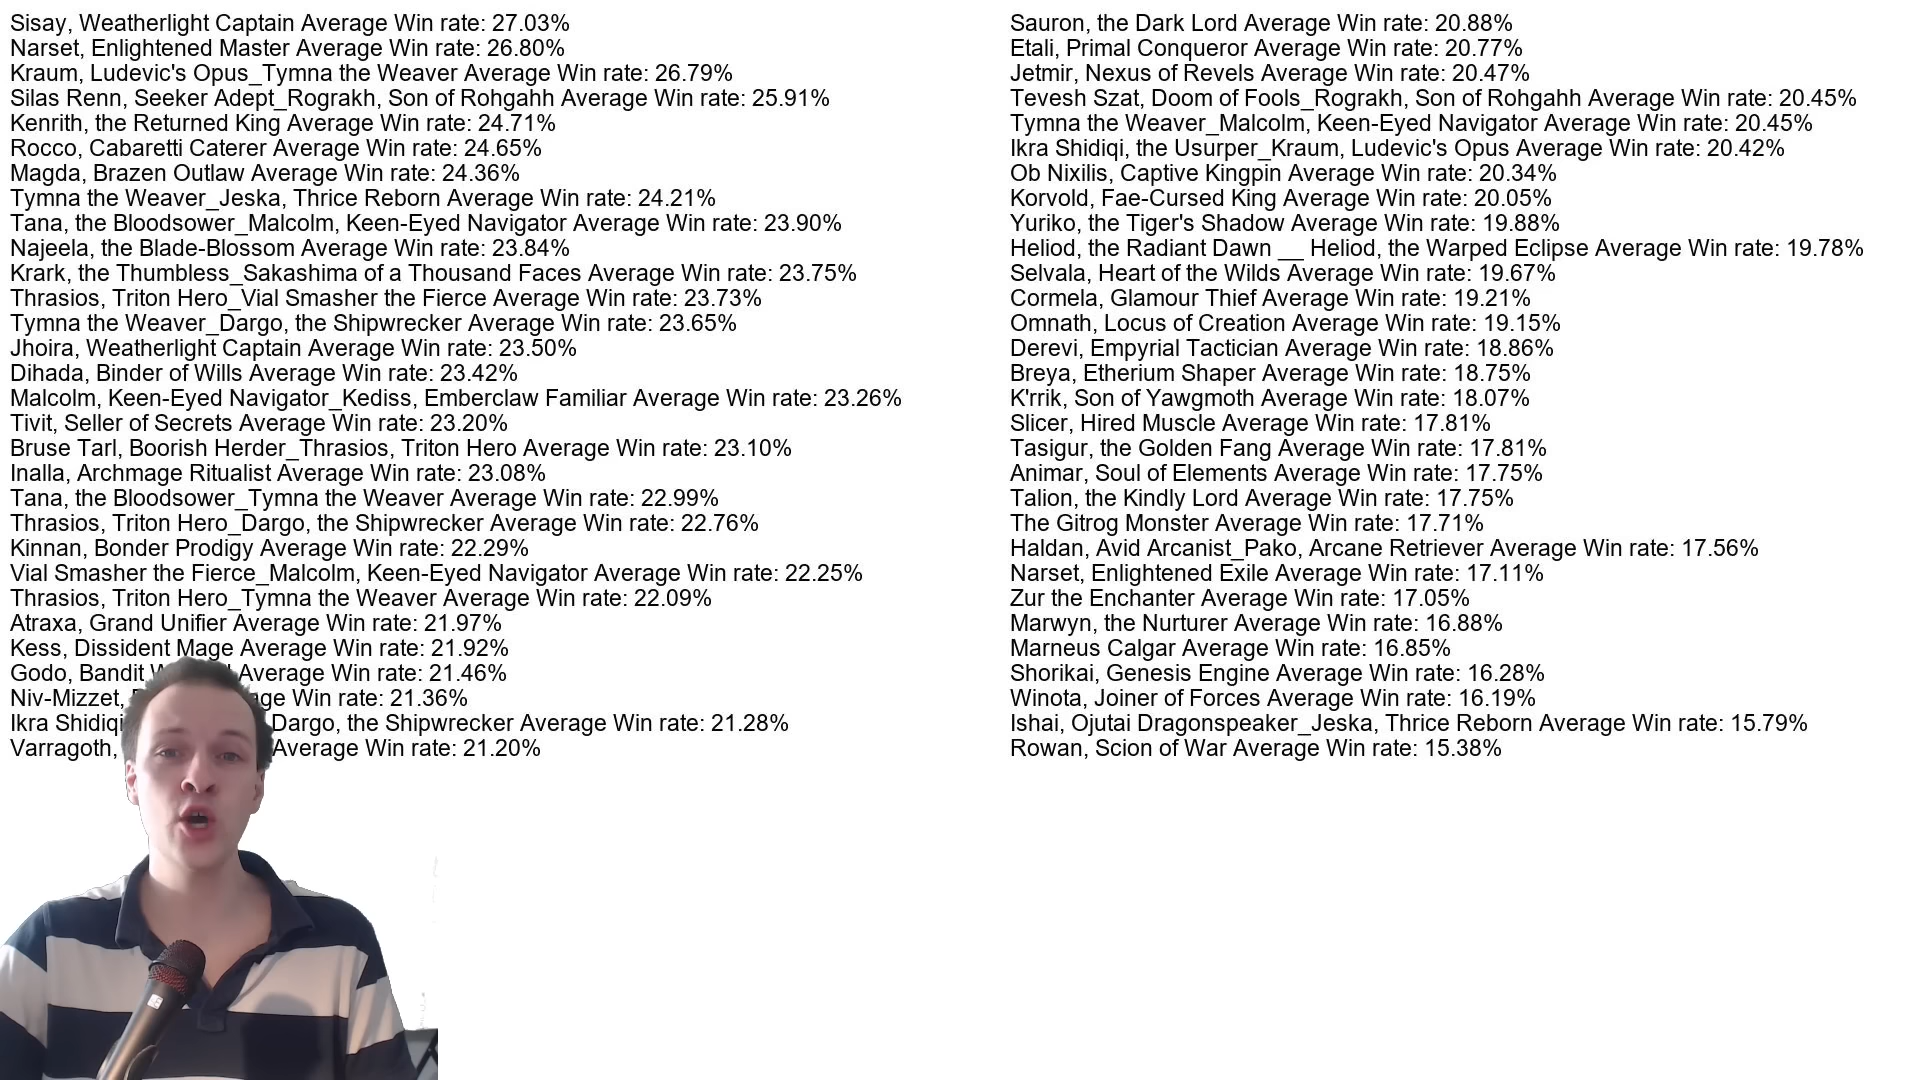 Sisay, Weatherlight Captain Average Win rate: 27.03%
Narset, Enlightened Master Average Win rate: 26.80%
Kraum, Ludevic's Opus_Tymna the Weaver Average Win rate: 26.79%
Silas Renn, Seeker Adept_Rograkh, Son of Rohgahh Average Win rate: 25.91%
Kenrith, the Returned King Average Win rate: 24.71%
Rocco, Cabaretti Caterer Average Win rate: 24.65%
Magda, Brazen Outlaw Average Win rate: 24.36%
Tymna the Weaver_Jeska, Thrice Reborn Average Win rate: 24.21%
Tana, the Bloodsower_Malcolm, Keen-Eyed Navigator Average Win rate: 23.90%
Najeela, the Blade-Blossom Average Win rate: 23.84%
Krark, the Thumbless_Sakashima of a Thousand Faces Average Win rate: 23.75%
Thrasios, Triton Hero_Vial Smasher the Fierce Average Win rate: 23.73%
Tymna the Weaver_Dargo, the Shipwrecker Average Win rate: 23.65%
Jhoira, Weatherlight Captain Average Win rate: 23.50%
Dihada, Binder of Wills Average Win rate: 23.42%
Malcolm, Keen-Eyed Navigator_Kediss, Emberclaw Familiar Average Win rate: 23.26%
Tivit, Seller of Secrets Average Win rate: 23.20%
Bruse Tarl, Boorish Herder_Thrasios, Triton Hero Average Win rate: 23.10%
Inalla, Archmage Ritualist Average Win rate: 23.08%
Tana, the Bloodsower_Tymna the Weaver Average Win rate: 22.99%
Thrasios, Triton Hero_Dargo, the Shipwrecker Average Win rate: 22.76%
Kinnan, Bonder Prodigy Average Win rate: 22.29%
Vial Smasher the Fierce_Malcolm, Keen-Eyed Navigator Average Win rate: 22.25%
Thrasios, Triton Hero_Tymna the Weaver Average Win rate: 22.09%
Atraxa, Grand Unifier Average Win rate: 21.97%
Kess, Dissident Mage Average Win rate: 21.92%
Godo, Bandit Average Win rate: 21.46%
Niv-Mizzet, Win rate: 21.36%
Ikra Shidiqi Dargo, the Shipwrecker Average Win rate: 21.28%
Varragoth, Average Win rate: 21.20%
Sauron, the Dark Lord Average Win rate: 20.88%
Etali, Primal Conqueror Average Win rate: 20.77%
Jetmir, Nexus of Revels Average Win rate: 20.47%
Tevesh Szat, Doom of Fools_Rograkh, Son of Rohgahh Average Win rate: 20.45%
Tymna the Weaver_Malcolm, Keen-Eyed Navigator Average Win rate: 20.45%
Ikra Shidiqi, the Usurper_Kraum, Ludevic's Opus Average Win rate: 20.42%
Ob Nixilis, Captive Kingpin Average Win rate: 20.34%
Korvold, Fae-Cursed King Average Win rate: 20.05%
Yuriko, the Tiger's Shadow Average Win rate: 19.88%
Heliod, the Radiant Dawn __ Heliod, the Warped Eclipse Average Win rate: 19.78%
Selvala, Heart of the Wilds Average Win rate: 19.67%
Cormela, Glamour Thief Average Win rate: 19.21%
Omnath, Locus of Creation Average Win rate: 19.15%
Derevi, Empyrial Tactician Average Win rate: 18.86%
Breya, Etherium Shaper Average Win rate: 18.75%
K'rrik, Son of Yawgmoth Average Win rate: 18.07%
Slicer, Hired Muscle Average Win rate: 17.81%
Tasigur, the Golden Fang Average Win rate: 17.81%
Animar, Soul of Elements Average Win rate: 17.75%
Talion, the Kindly Lord Average Win rate: 17.75%
The Gitrog Monster Average Win rate: 17.71%
Haldan, Avid Arcanist_Pako, Arcane Retriever Average Win rate: 17.56%
Narset, Enlightened Exile Average Win rate: 17.11%
Zur the Enchanter Average Win rate: 17.05%
Marwyn, the Nurturer Average Win rate: 16.88%
Marneus Calgar Average Win rate: 16.85%
Shorikai, Genesis Engine Average Win rate: 16.28%
Winota, Joiner of Forces Average Win rate: 16.19%
Ishai, Ojutai Dragonspeaker_Jeska, Thrice Reborn Average Win rate: 15.79%
Rowan, Scion of War Average Win rate: 15.38%